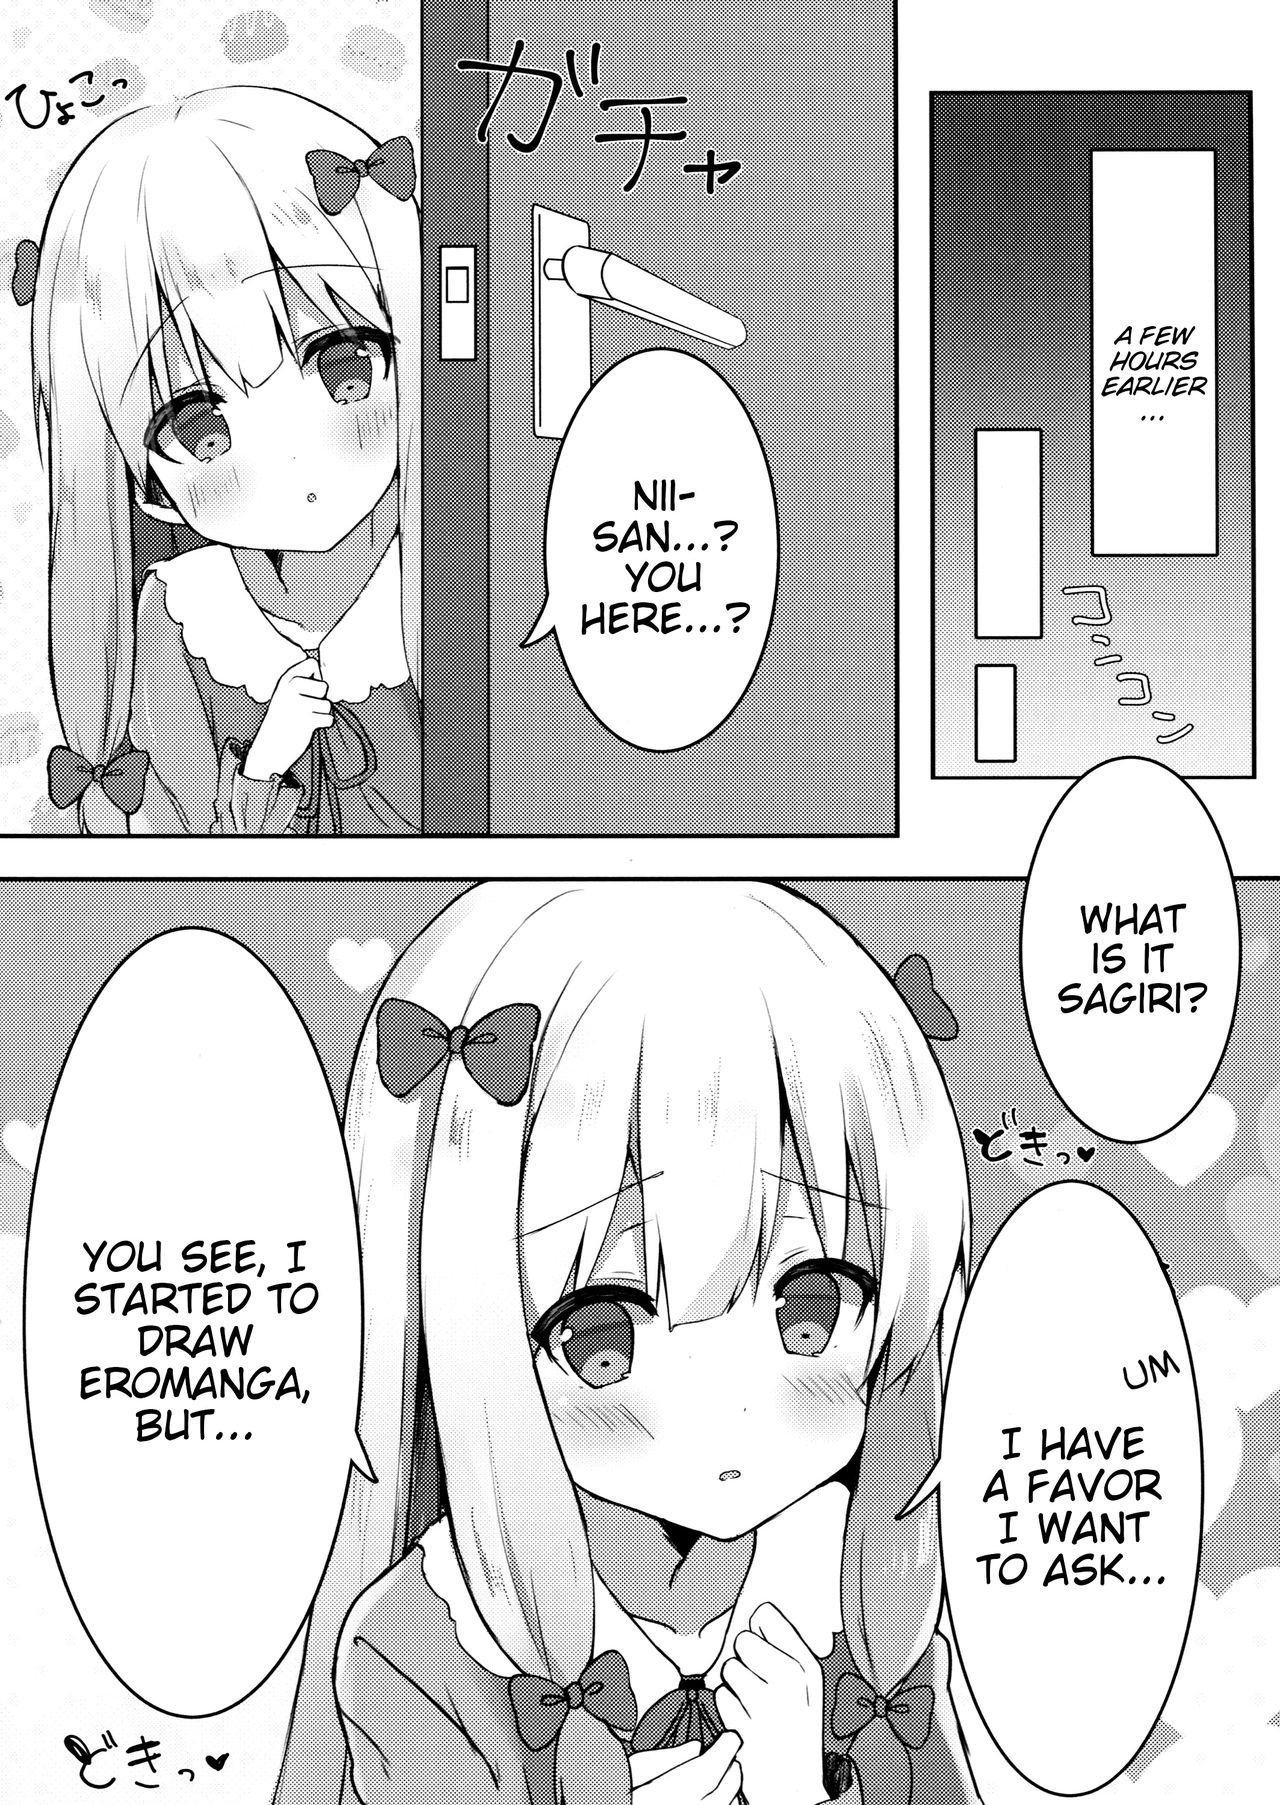 A FEW
HOURS
EARLIER
...
コンコン
ガチャ
NII-
SAN...?
YOU
HERE...?
ひょこっ
WHAT
IS IT
SAGIRI?
どきっ♥
UM
I HAVE
A FAVOR
I WANT
TO ASK...
YOU SEE, I
STARTED TO
DRAW
EROMANGA,
BUT...
どきっ♥